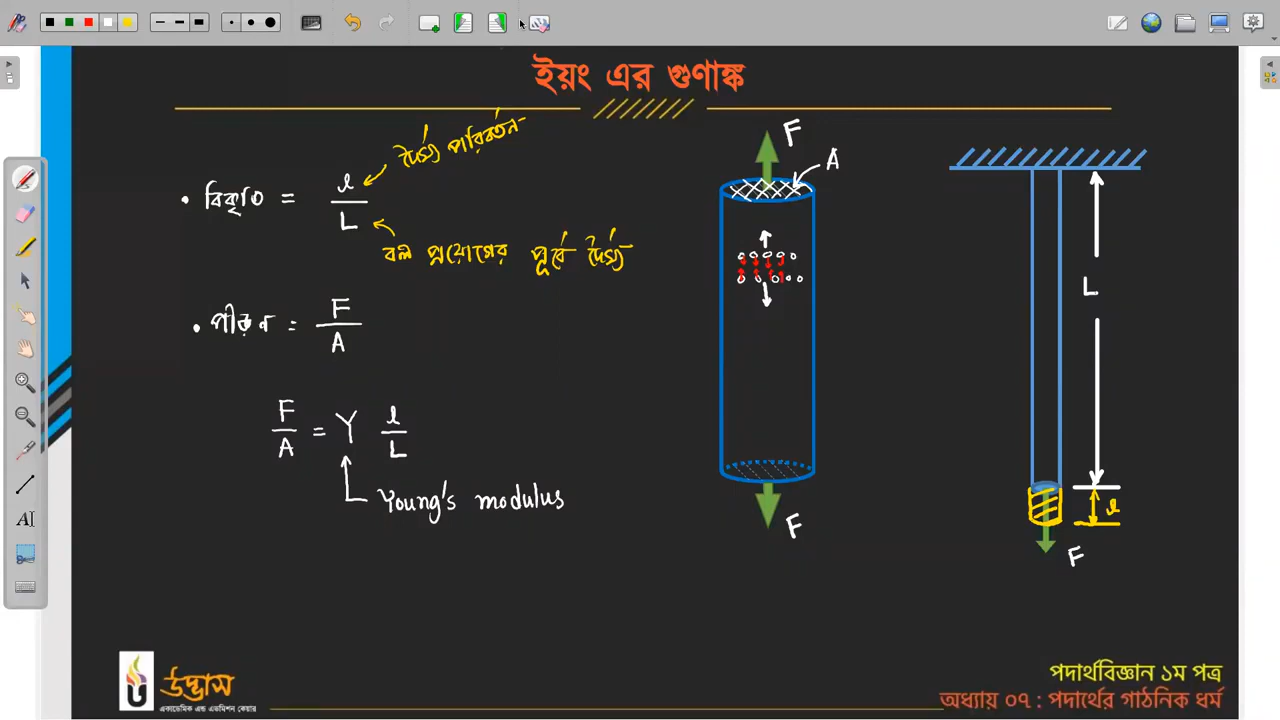 ইয়ং এর গুণাঙ্ক
দৈর্ঘ্য পরিবর্তন
• বিকৃতি = l/L
বল প্রয়োগের পূর্বে দৈর্ঘ্য
• পীড়ন = F/A
F/A = Y l/L
Young's modulus
F
A
F
L
l
F
উদ্ভাস
একাডেমিক এন্ড এডমিশন কেয়ার
পদার্থবিজ্ঞান ১ম পত্র
অধ্যায় ০৭ : পদার্থের গাঠনিক ধর্ম